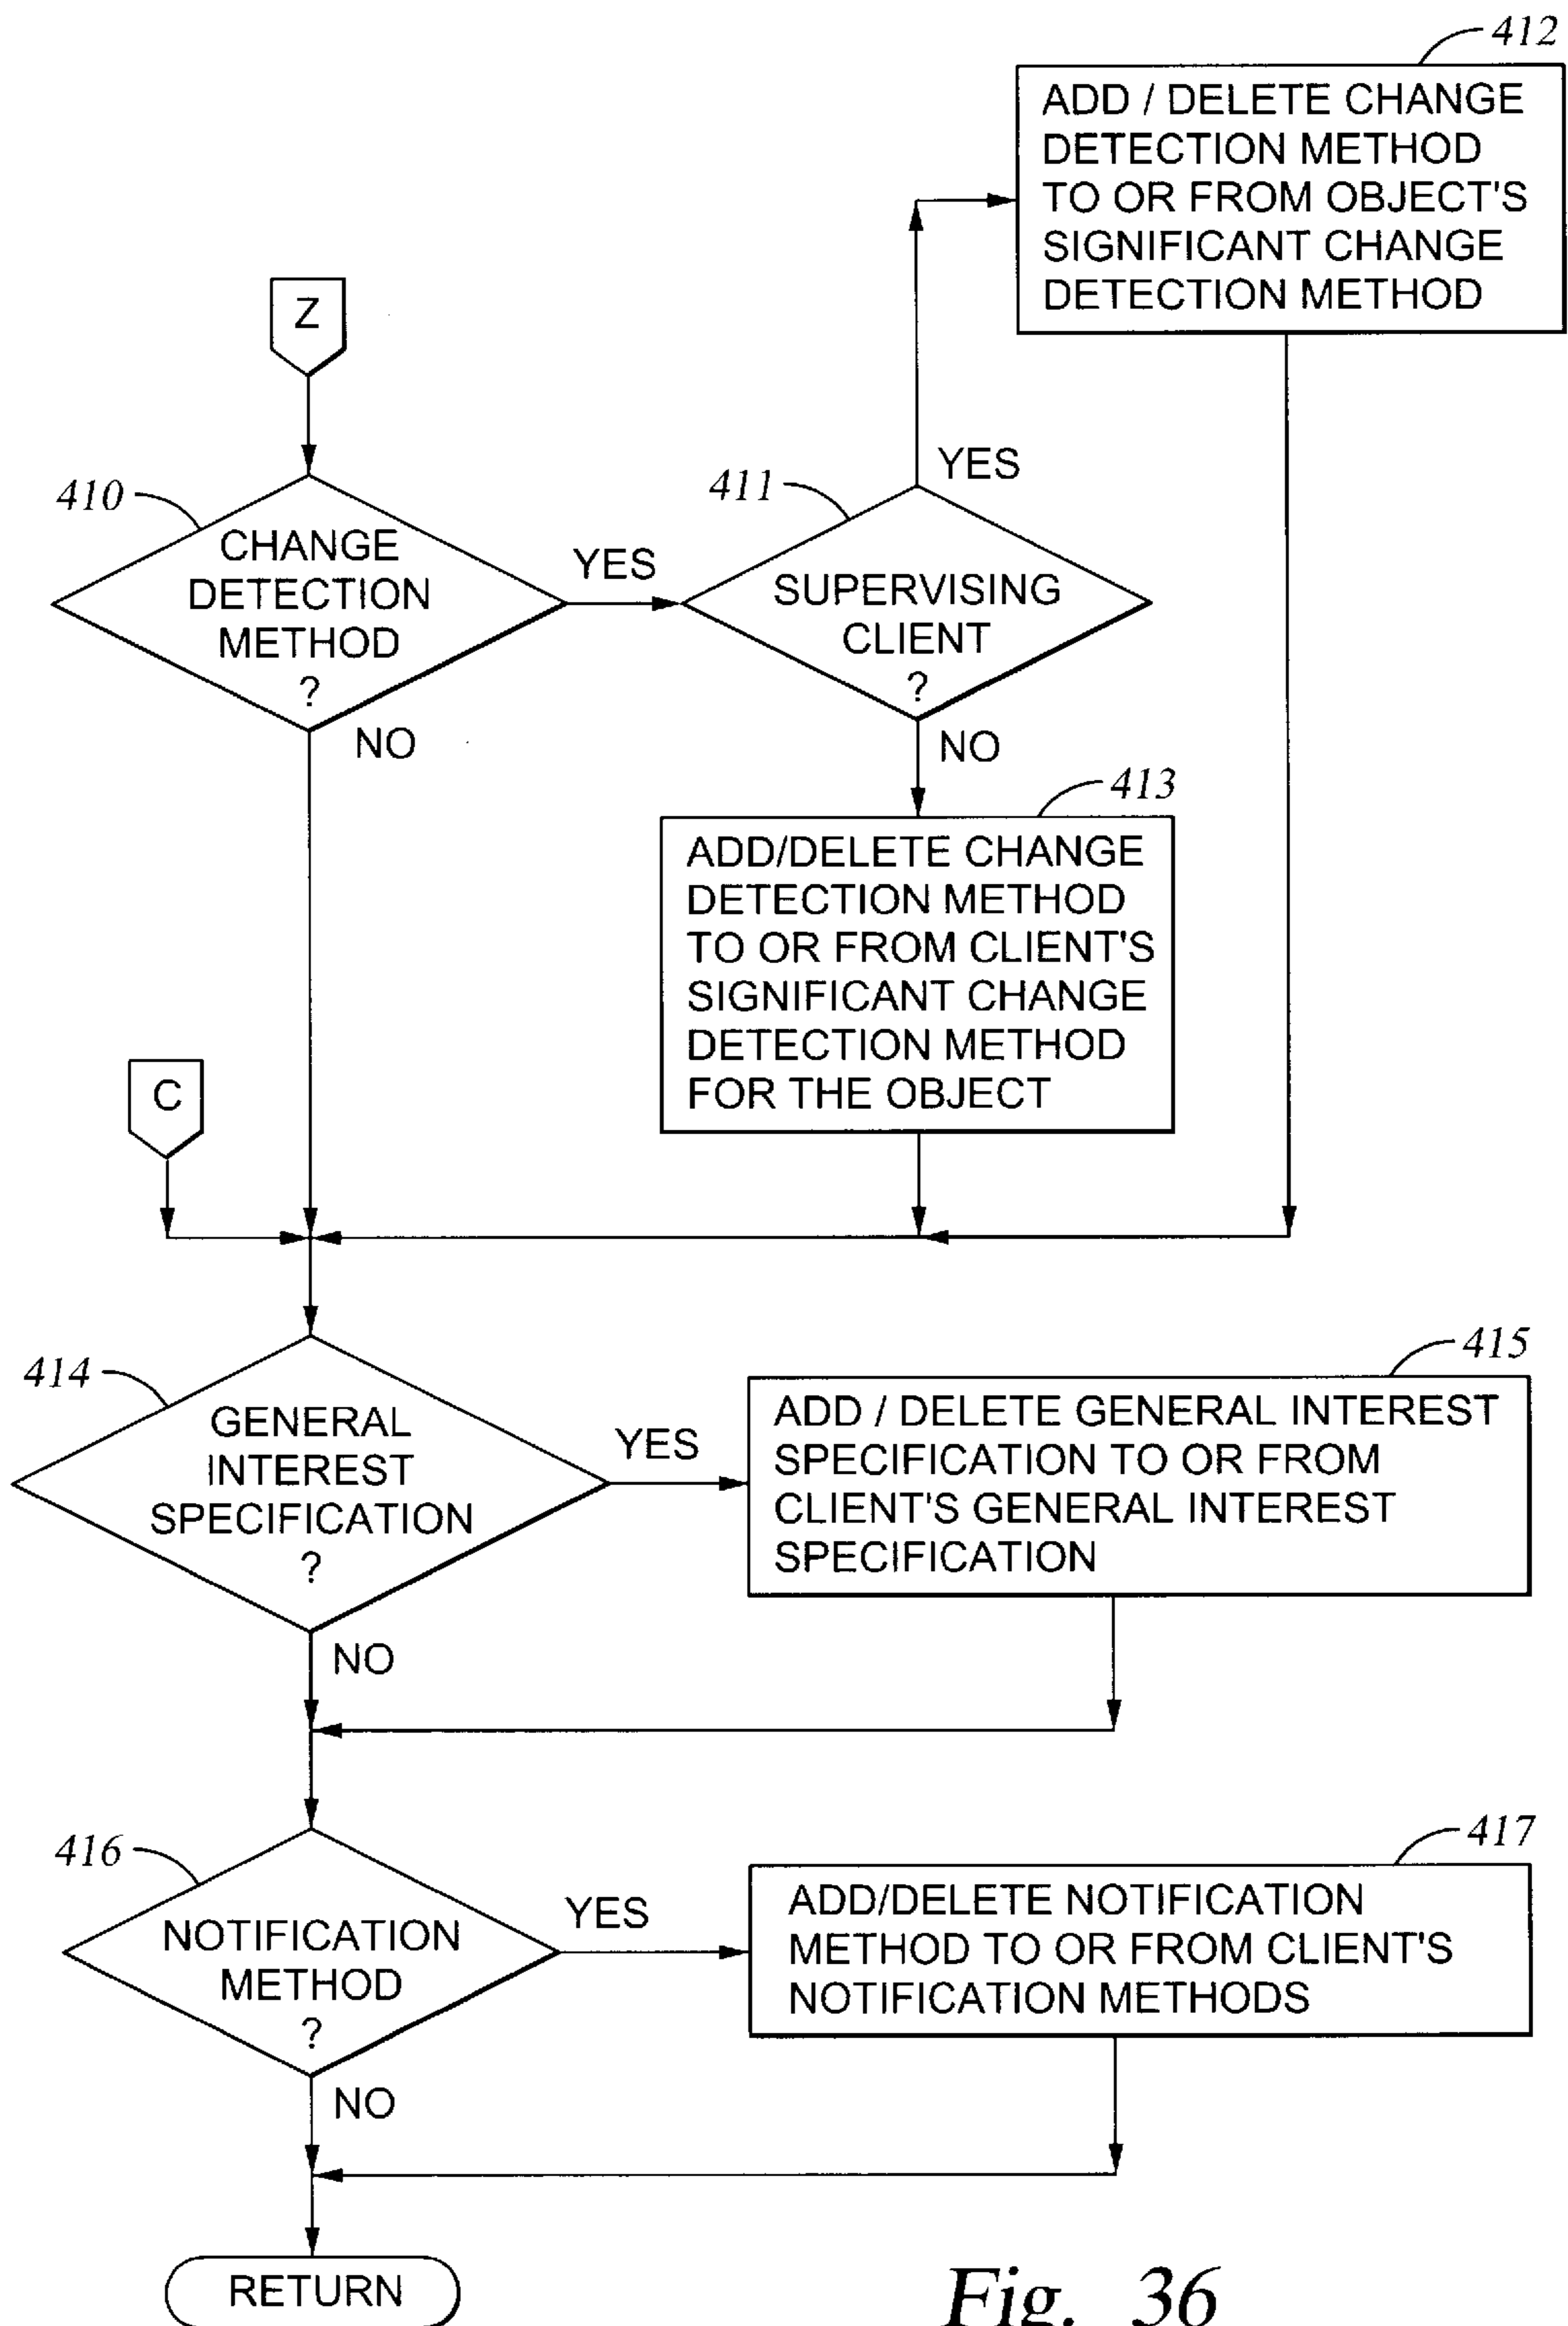 412
ADD / DELETE CHANGE
DETECTION METHOD
TO OR FROM OBJECT'S
SIGNIFICANT CHANGE
DETECTION METHOD
Z
410
CHANGE
DETECTION
METHOD
?
YES
NO
411
SUPERVISING
CLIENT
?
YES
NO
413
ADD/DELETE CHANGE
DETECTION METHOD
TO OR FROM CLIENT'S
SIGNIFICANT CHANGE
DETECTION METHOD
FOR THE OBJECT
C
414
GENERAL
INTEREST
SPECIFICATION
?
YES
NO
415
ADD / DELETE GENERAL INTEREST
SPECIFICATION TO OR FROM
CLIENT'S GENERAL INTEREST
SPECIFICATION
416
NOTIFICATION
METHOD
?
YES
NO
417
ADD/DELETE NOTIFICATION
METHOD TO OR FROM CLIENT'S
NOTIFICATION METHODS
RETURN
Fig. 36